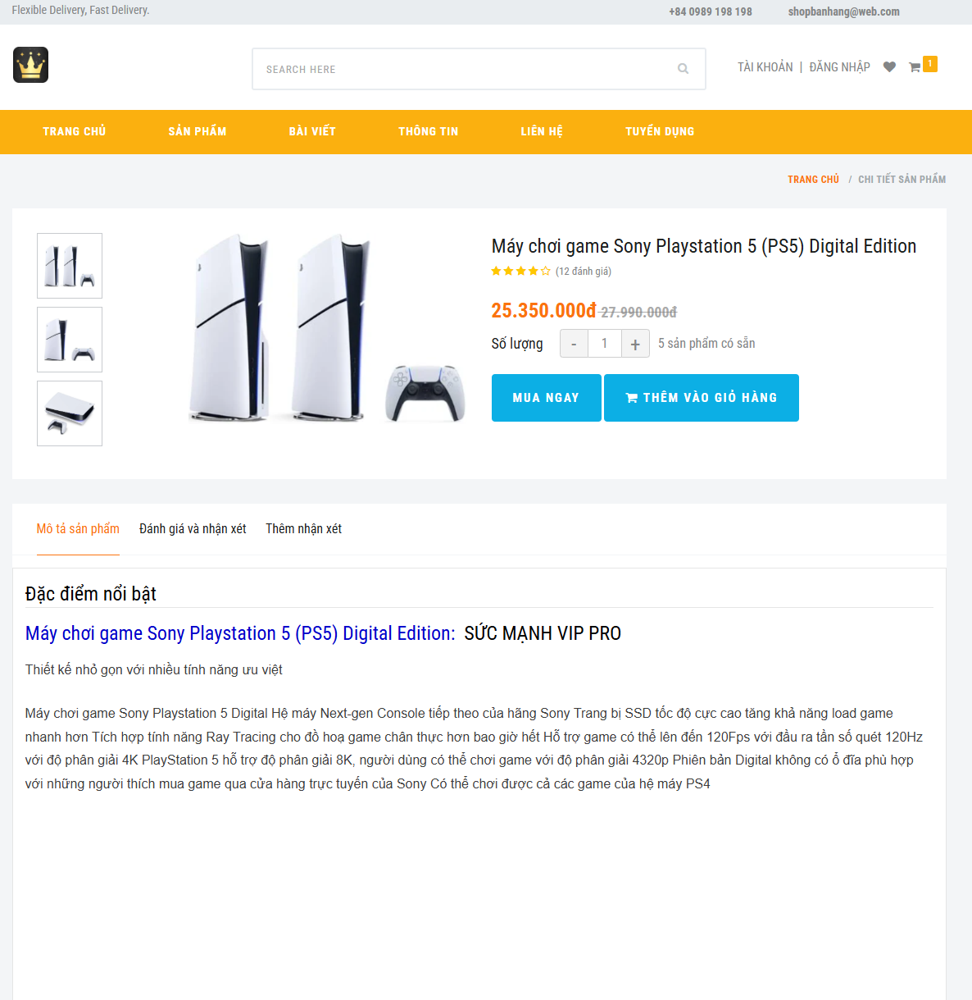 Flexible Delivery, Fast Delivery.
+84 0989 198 198
shopbanhang@web.com
SEARCH HERE
TÀI KHOẢN | ĐĂNG NHẬP
1
TRANG CHỦ
SẢN PHẨM
BÀI VIẾT
THÔNG TIN
LIÊN HỆ
TUYỂN DỤNG
TRANG CHỦ / CHI TIẾT SẢN PHẨM
Máy chơi game Sony Playstation 5 (PS5) Digital Edition
(12 đánh giá)
25.350.000đ 27.990.000đ
Số lượng - 1 + 5 sản phẩm có sẵn
MUA NGAY
THÊM VÀO GIỎ HÀNG
Mô tả sản phẩm
Đánh giá và nhận xét
Thêm nhận xét
Đặc điểm nổi bật
Máy chơi game Sony Playstation 5 (PS5) Digital Edition: SỨC MẠNH VIP PRO
Thiết kế nhỏ gọn với nhiều tính năng ưu việt
Máy chơi game Sony Playstation 5 Digital Hệ máy Next-gen Console tiếp theo của hãng Sony Trang bị SSD tốc độ cực cao tăng khả năng load game
nhanh hơn Tích hợp tính năng Ray Tracing cho đồ hoạ game chân thực hơn bao giờ hết Hỗ trợ game có thể lên đến 120Fps với đầu ra tần số quét 120Hz
với độ phân giải 4K PlayStation 5 hỗ trợ độ phân giải 8K, người dùng có thể chơi game với độ phân giải 4320p Phiên bản Digital không có ổ đĩa phù hợp
với những người thích mua game qua cửa hàng trực tuyến của Sony Có thể chơi được cả các game của hệ máy PS4